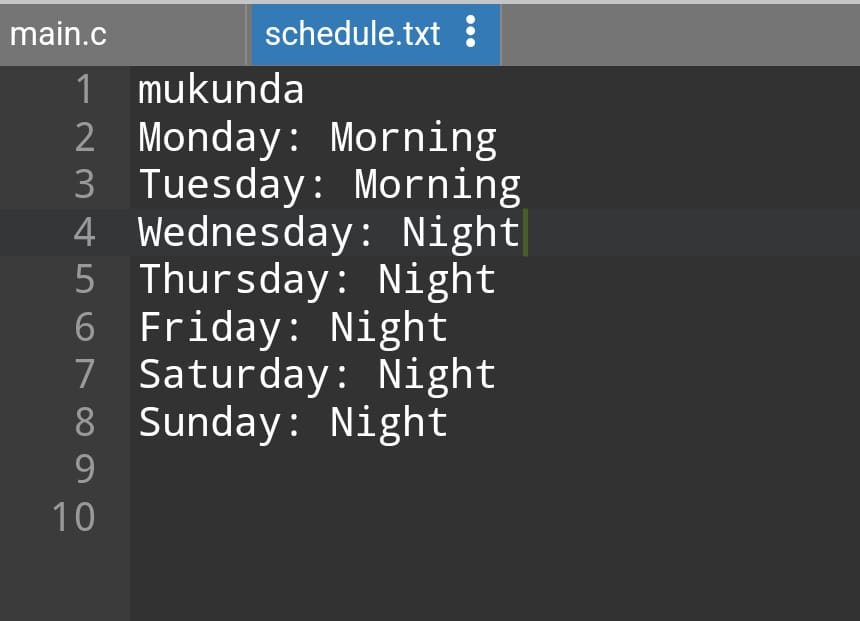 main.c schedule.txt
1 mukunda
2 Monday: Morning
3 Tuesday: Morning
4 Wednesday: Night
5 Thursday: Night
6 Friday: Night
7 Saturday: Night
8 Sunday: Night
9
10